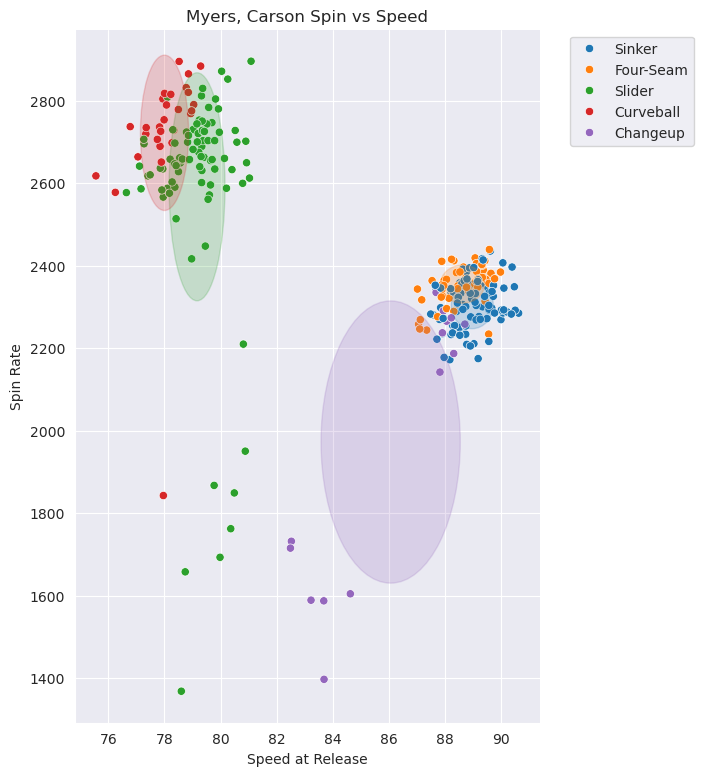 Myers, Carson Spin vs Speed
Sinker
Four-Seam
Slider
Curveball
Changeup
Spin Rate
2800
2600
2400
2200
2000
1800
1600
1400
76 78 80 82 84 86 88 90
Speed at Release